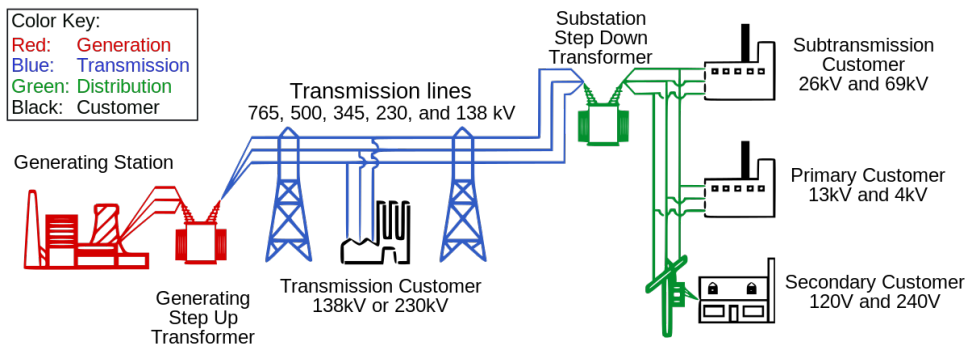 Color Key:
Red: Generation
Blue: Transmission
Green: Distribution
Black: Customer
Generating Station
Generating
Step Up
Transformer
Transmission lines
765, 500, 345, 230, and 138 kV
Transmission Customer
138kV or 230kV
Substation
Step Down
Transformer
Subtransmission
Customer
26kV and 69kV
Primary Customer
13kV and 4kV
Secondary Customer
120V and 240V